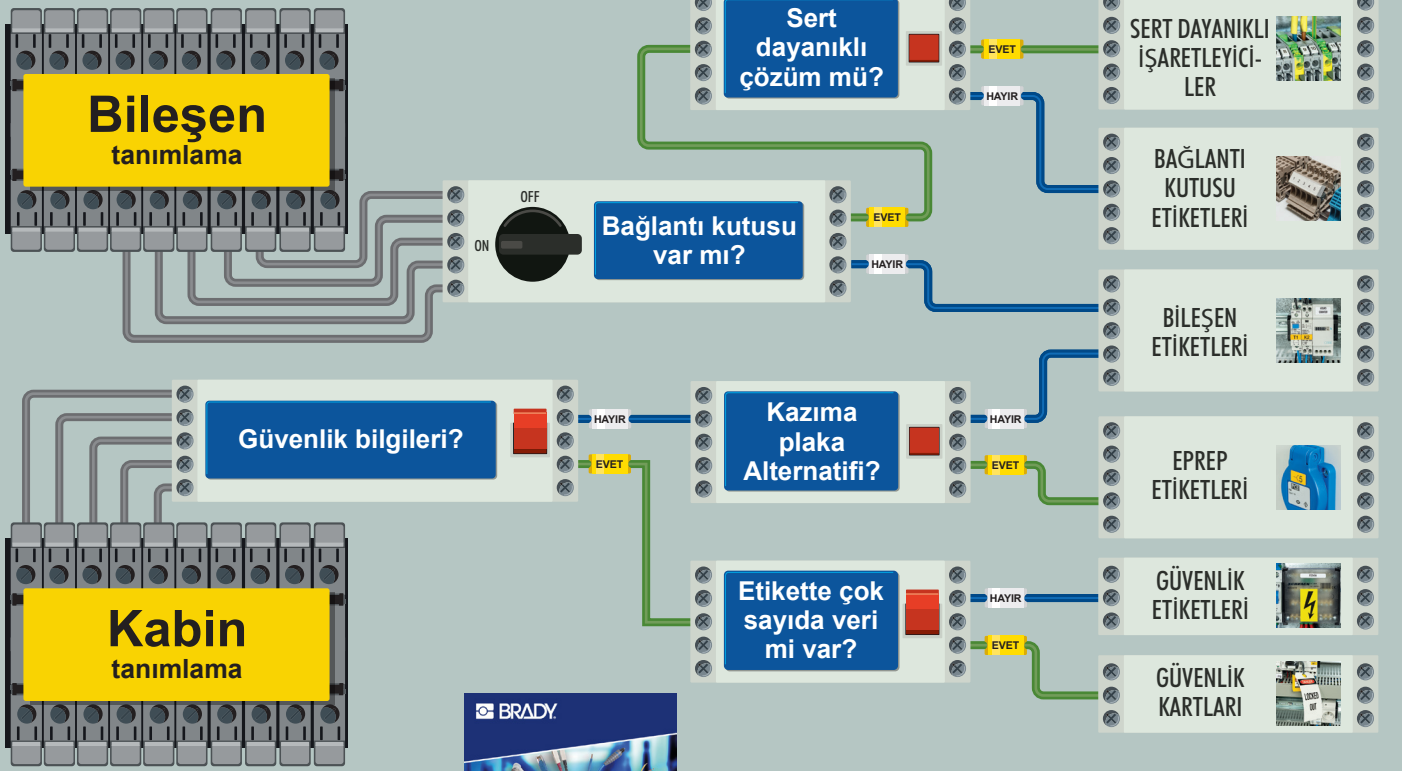 Bileşen
tanımlama
OFF
ON
Bağlantı kutusu
var mı?
EVET
HAYIR
Sert
dayanıklı
çözüm mü?
EVET
HAYIR
SERT DAYANIKLI
İŞARETLEYİCİ-
LER
BAĞLANTI
KUTUSU
ETİKETLERİ
BİLEŞEN
ETİKETLERİ
Güvenlik bilgileri?
HAYIR
EVET
Kazıma
plaka
Alternatifi?
HAYIR
EVET
EPREP
ETİKETLERİ
Kabin
tanımlama
Etikette çok
sayıda veri
mi var?
HAYIR
EVET
GÜVENLİK
ETİKETLERİ
GÜVENLİK
KARTLARI
LOCKED
OUT
BRADY.